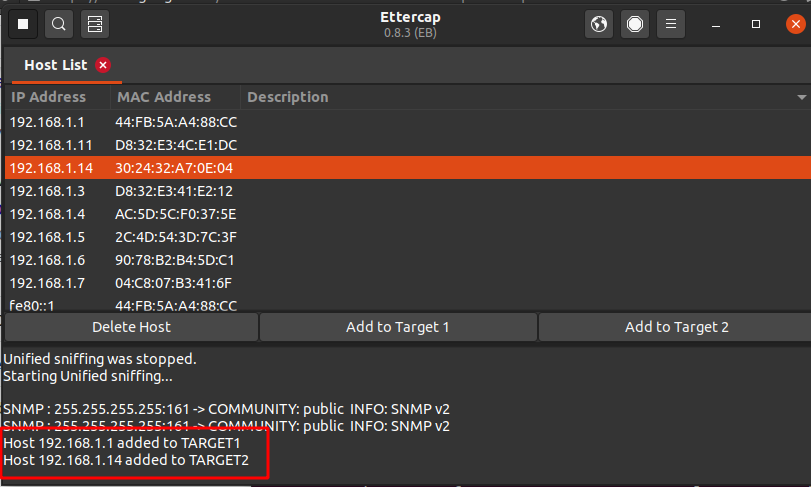 Ettercap
0.8.3 (EB)
Host List
IP Address MAC Address Description
192.168.1.1 44:FB:5A:A4:88:CC
192.168.1.11 D8:32:E3:4C:E1:DC
192.168.1.14 30:24:32:A7:0E:04
192.168.1.3 D8:32:E3:41:E2:12
192.168.1.4 AC:5D:5C:F0:37:5E
192.168.1.5 2C:4D:54:3D:7C:3F
192.168.1.6 90:78:B2:B4:5D:C1
192.168.1.7 04:C8:07:B3:41:6F
fe80::1 44:FB:5A:A4:88:CC
Delete Host Add to Target 1 Add to Target 2
Unified sniffing was stopped.
Starting Unified sniffing...
SNMP : 255.255.255.255:161 -> COMMUNITY: public INFO: SNMP v2
SNMP : 255.255.255.255:161 -> COMMUNITY: public INFO: SNMP v2
Host 192.168.1.1 added to TARGET1
Host 192.168.1.14 added to TARGET2